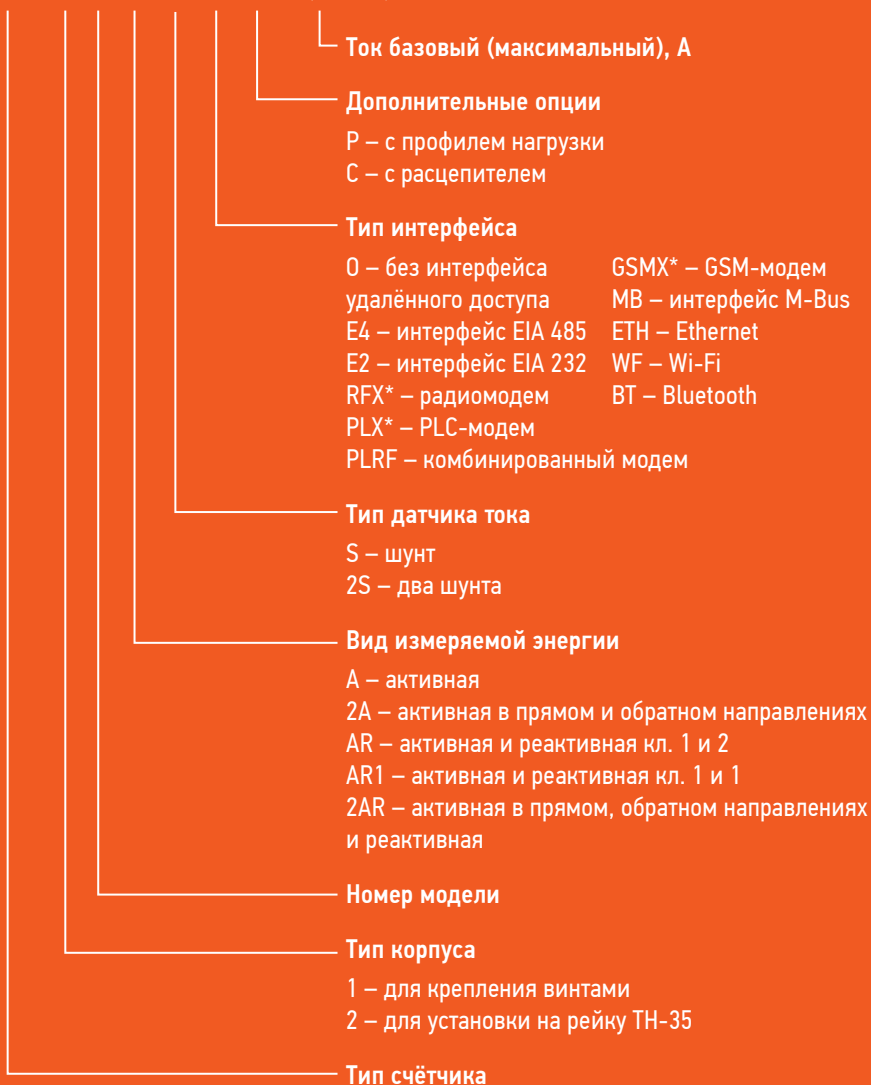 Ток базовый (максимальный), А
Дополнительные опции
P – с профилем нагрузки
C – с расцепителем
Тип интерфейса
0 – без интерфейса
удалённого доступа
E4 – интерфейс EIA 485
E2 – интерфейс EIA 232
RFX* – радиомодем
PLX* – PLC-модем
PLRF – комбинированный модем
GSMX* – GSM-модем
MB – интерфейс M-Bus
ETH – Ethernet
WF – Wi-Fi
BT – Bluetooth
Тип датчика тока
S – шунт
2S – два шунта
Вид измеряемой энергии
A – активная
2A – активная в прямом и обратном направлениях
AR – активная и реактивная кл. 1 и 2
AR1 – активная и реактивная кл. 1 и 1
2AR – активная в прямом, обратном направлениях
и реактивная
Номер модели
Тип корпуса
1 – для крепления винтами
2 – для установки на рейку TH-35
Тип счётчика